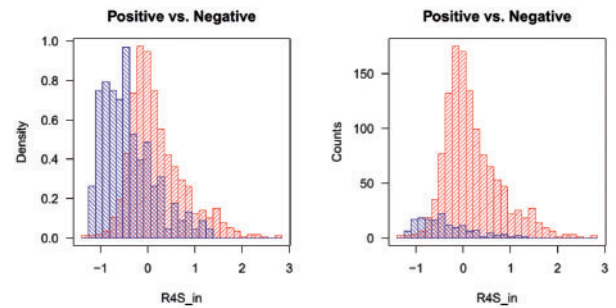 Positive vs. Negative
Density
1.0
0.8
0.6
0.4
0.2
0.0
−1 0 1 2 3
R4S_in
Positive vs. Negative
Counts
150
100
50
0
−1 0 1 2 3
R4S_in